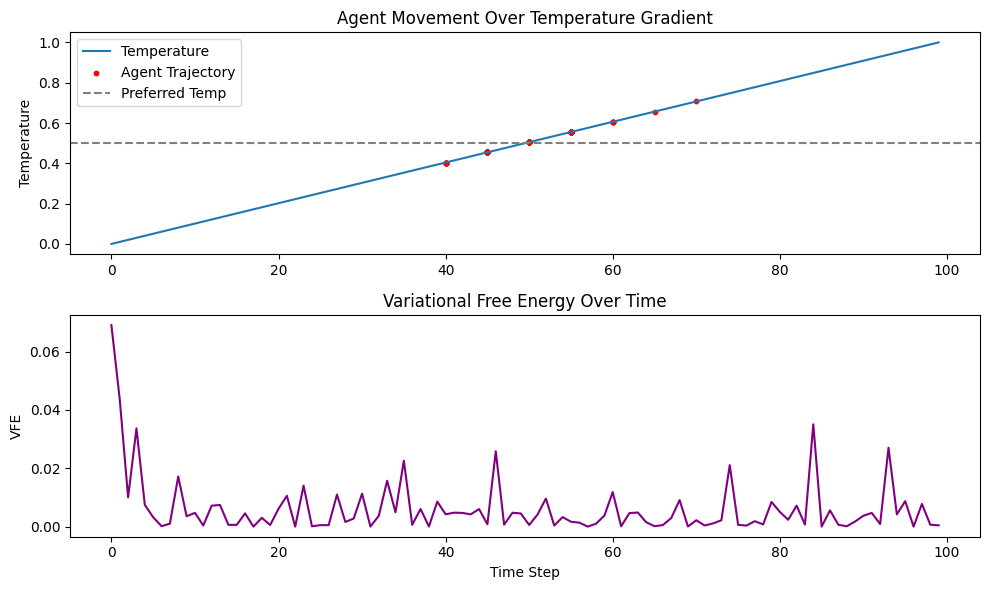 Agent Movement Over Temperature Gradient
Temperature
Agent Trajectory
Preferred Temp
Temperature
1.0
0.8
0.6
0.4
0.2
0.0
0 20 40 60 80 100
Variational Free Energy Over Time
VFE
0.06
0.04
0.02
0.00
0 20 40 60 80 100
Time Step